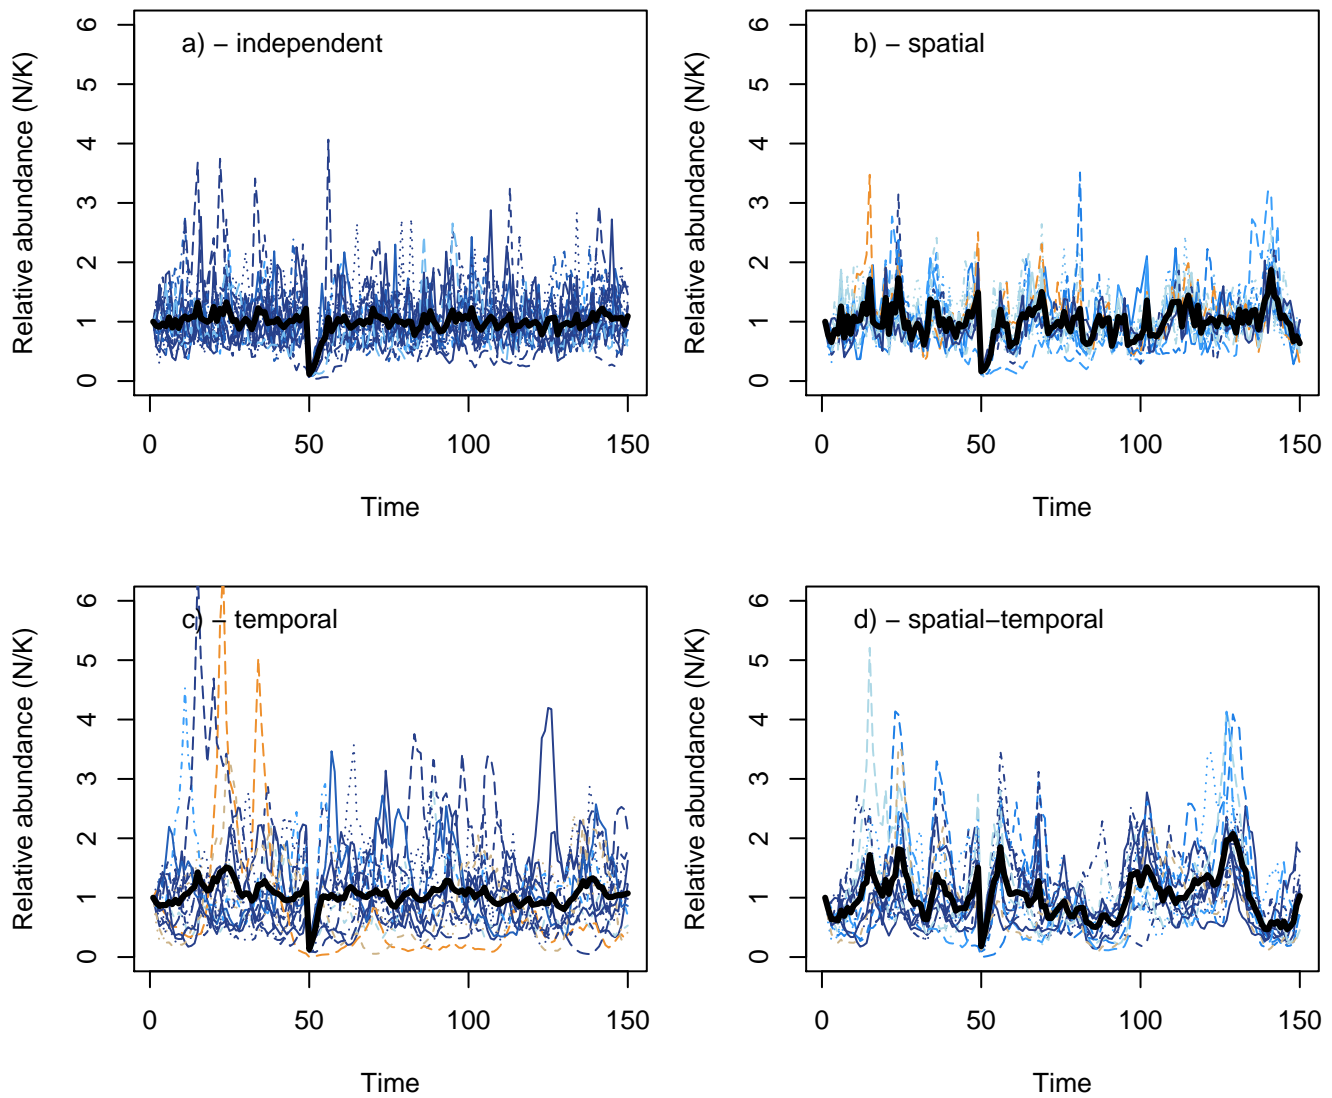 a) − independent
Relative abundance (N/K)
6
5
4
3
2
1
0
0 50 100 150
Time
b) − spatial
Relative abundance (N/K)
6
5
4
3
2
1
0
0 50 100 150
Time
c) − temporal
Relative abundance (N/K)
6
5
4
3
2
1
0
0 50 100 150
Time
d) − spatial−temporal
Relative abundance (N/K)
6
5
4
3
2
1
0
0 50 100 150
Time